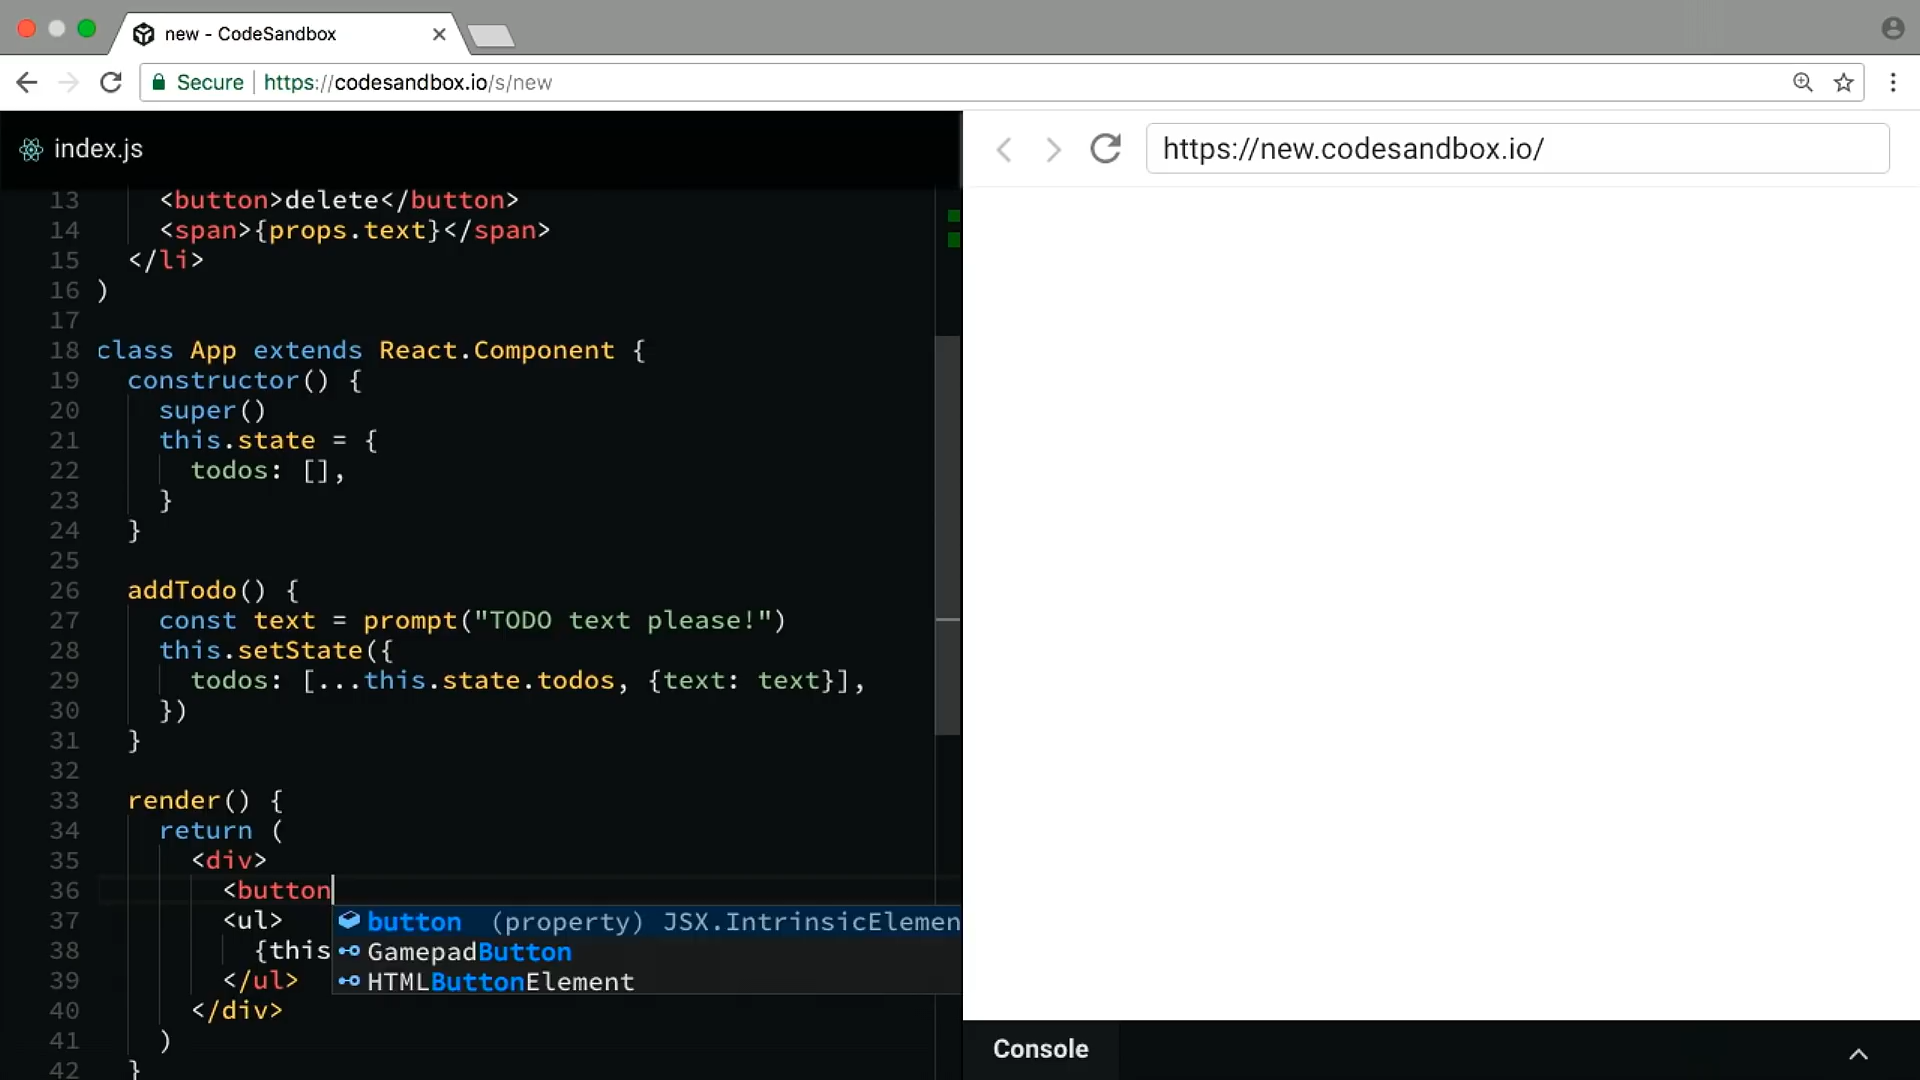 new - CodeSandbox
Secure https://codesandbox.io/s/new
index.js
https://new.codesandbox.io/
13 <button>delete</button>
14 <span>{props.text}</span>
15 </li>
16 )
17
18 class App extends React.Component {
19 constructor() {
20 super()
21 this.state = {
22 todos: [],
23 }
24 }
25
26 addTodo() {
27 const text = prompt("TODO text please!")
28 this.setState({
29 todos: [...this.state.todos, {text: text}],
30 })
31 }
32
33 render() {
34 return (
35 <div>
36 <button
37 <ul>
button (property) JSX.IntrinsicElemen
38 {this
GamepadButton
39 </ul>
HTMLButtonElement
40 </div>
41 )
42 }
Console